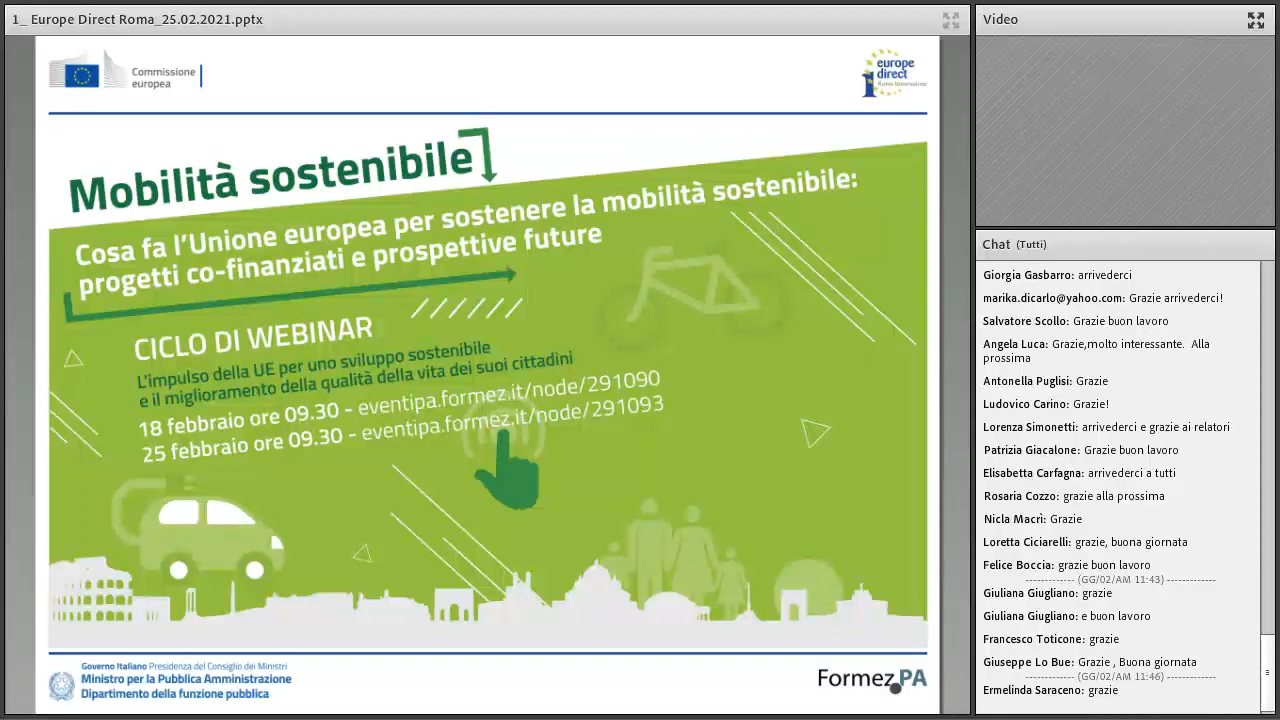 1_ Europe Direct Roma_25.02.2021.pptx
Commissione
europea
europe
direct
Roma Innovazione
Mobilità sostenibile
Cosa fa l'Unione europea per sostenere la mobilità sostenibile:
progetti co-finanziati e prospettive future
CICLO DI WEBINAR
L'impulso della UE per uno sviluppo sostenibile
e il miglioramento della qualità della vita dei suoi cittadini
18 febbraio ore 09.30 - eventipa.formez.it/node/291090
25 febbraio ore 09.30 - eventipa.formez.it/node/291093
Governo Italiano Presidenza del Consiglio dei Ministri
Ministro per la Pubblica Amministrazione
Dipartimento della funzione pubblica
Formez PA
Video
Chat (Tutti)
Giorgia Gasbarro: arrivederci
marika.dicarlo@yahoo.com: Grazie arrivederci!
Salvatore Scollo: Grazie buon lavoro
Angela Luca: Grazie,molto interessante. Alla
prossima
Antonella Puglisi: Grazie
Ludovico Carino: Grazie!
Lorenza Simonetti: arrivederci e grazie ai relatori
Patrizia Giacalone: Grazie buon lavoro
Elisabetta Carfagna: arrivederci a tutti
Rosaria Cozzo: grazie alla prossima
Nicla Macrì: Grazie
Loretta Ciciarelli: grazie, buona giornata
Felice Boccia: grazie buon lavoro
------------ (GG/02/AM 11:43) ------------
Giuliana Giugliano: grazie
Giuliana Giugliano: e buon lavoro
Francesco Toticone: grazie
Giuseppe Lo Bue: Grazie , Buona giornata
------------ (GG/02/AM 11:46) ------------
Ermelinda Saraceno: grazie